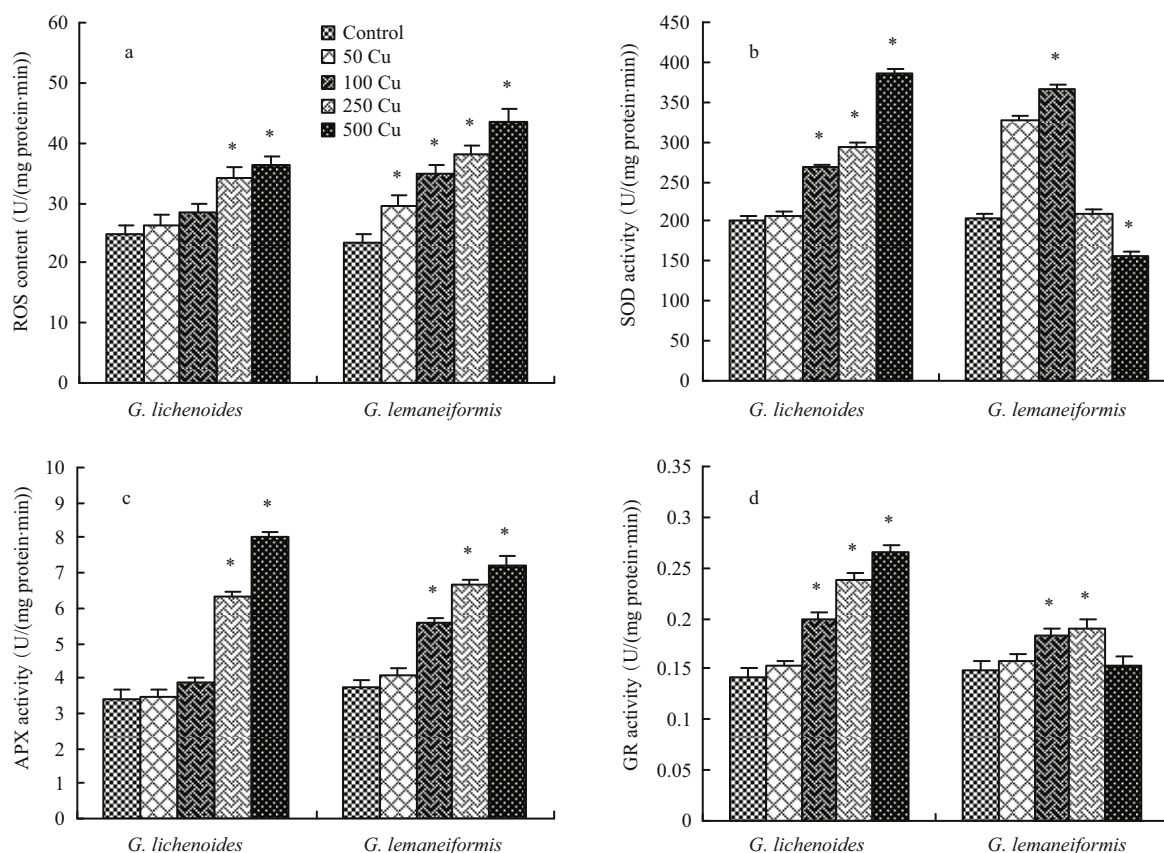 ROS content (U/(mg protein·min))
60
50
40
30
20
10
0
a
Control
50 Cu
100 Cu
250 Cu
500 Cu
* * * * * *
G. lichenoides G. lemaneiformis
SOD activity (U/(mg protein·min))
450
400
350
300
250
200
150
100
50
0
b
* * * * *
G. lichenoides G. lemaneiformis
APX activity (U/(mg protein·min))
10
9
8
7
6
5
4
3
2
1
0
c
* * * * *
G. lichenoides G. lemaneiformis
GR activity (U/(mg protein·min))
0.35
0.3
0.25
0.2
0.15
0.1
0.05
0
d
* * * * *
G. lichenoides G. lemaneiformis